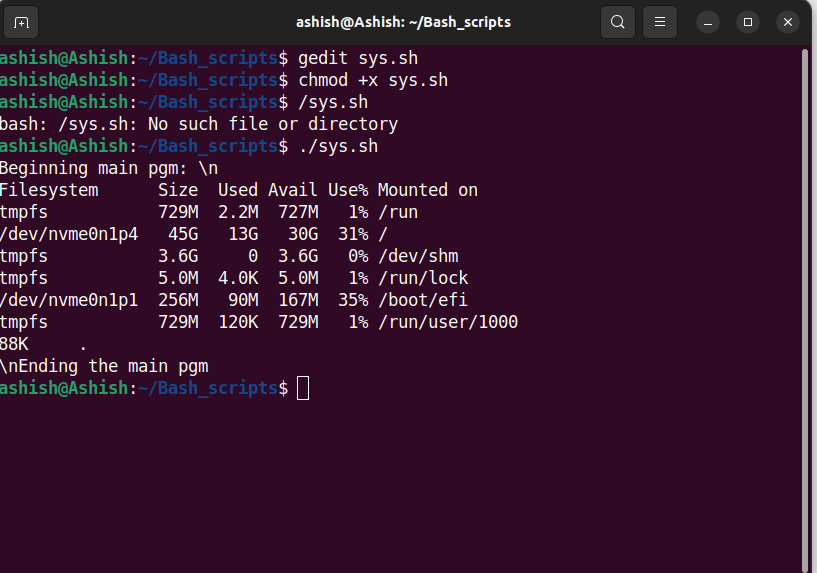 ashish@Ashish: ~/Bash_scripts
ashish@Ashish:~/Bash_scripts$ gedit sys.sh
ashish@Ashish:~/Bash_scripts$ chmod +x sys.sh
ashish@Ashish:~/Bash_scripts$ /sys.sh
bash: /sys.sh: No such file or directory
ashish@Ashish:~/Bash_scripts$ ./sys.sh
Beginning main pgm: \n
Filesystem      Size  Used Avail Use% Mounted on
tmpfs           729M  2.2M  727M   1% /run
/dev/nvme0n1p4   45G   13G   30G  31% /
tmpfs           3.6G     0  3.6G   0% /dev/shm
tmpfs           5.0M  4.0K  5.0M   1% /run/lock
/dev/nvme0n1p1  256M   90M  167M  35% /boot/efi
tmpfs           729M  120K  729M   1% /run/user/1000
88K     .
\nEnding the main pgm
ashish@Ashish:~/Bash_scripts$